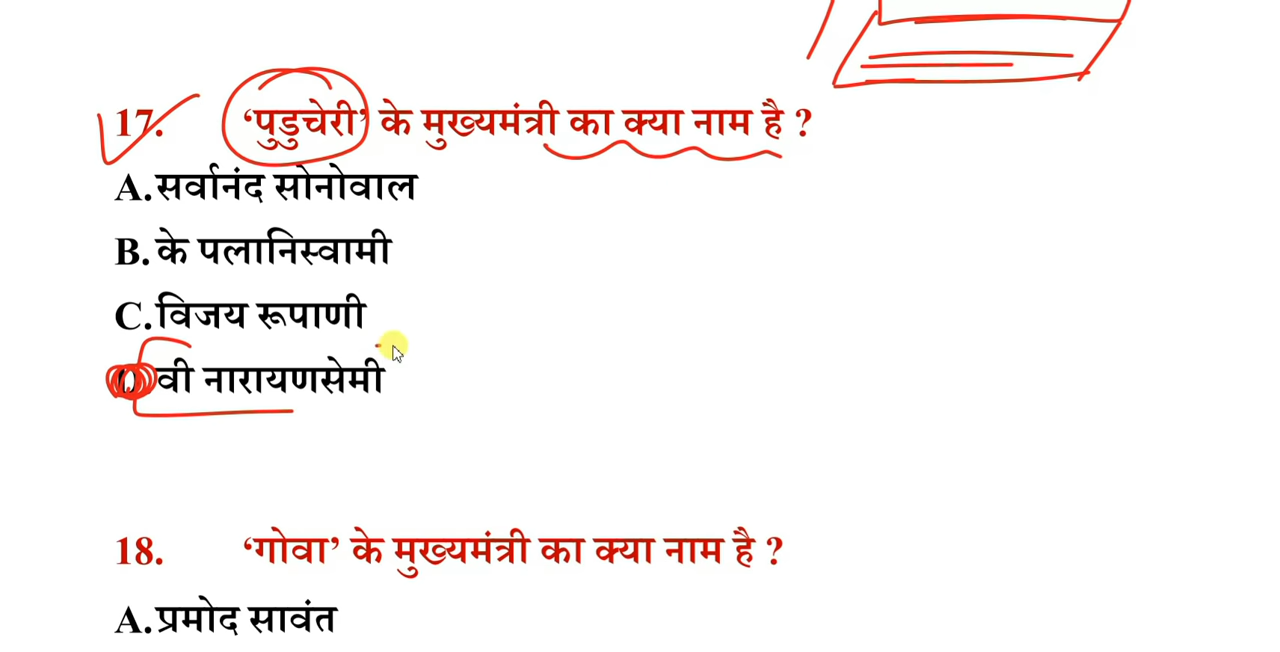 17. ‘पुडुचेरी’ के मुख्यमंत्री का क्या नाम है ?
A. सर्वानंद सोनोवाल
B. के पलानिस्वामी
C. विजय रूपाणी
D. वी नारायणसेमी
18. ‘गोवा’ के मुख्यमंत्री का क्या नाम है ?
A. प्रमोद सावंत